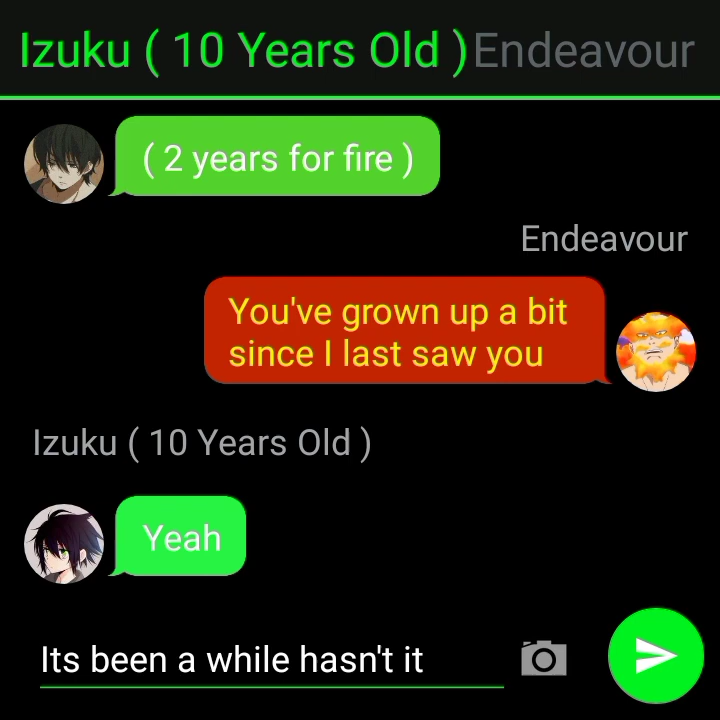 Izuku ( 10 Years Old ) Endeavour
( 2 years for fire )
Endeavour
You've grown up a bit
since I last saw you
Izuku ( 10 Years Old )
Yeah
Its been a while hasn't it